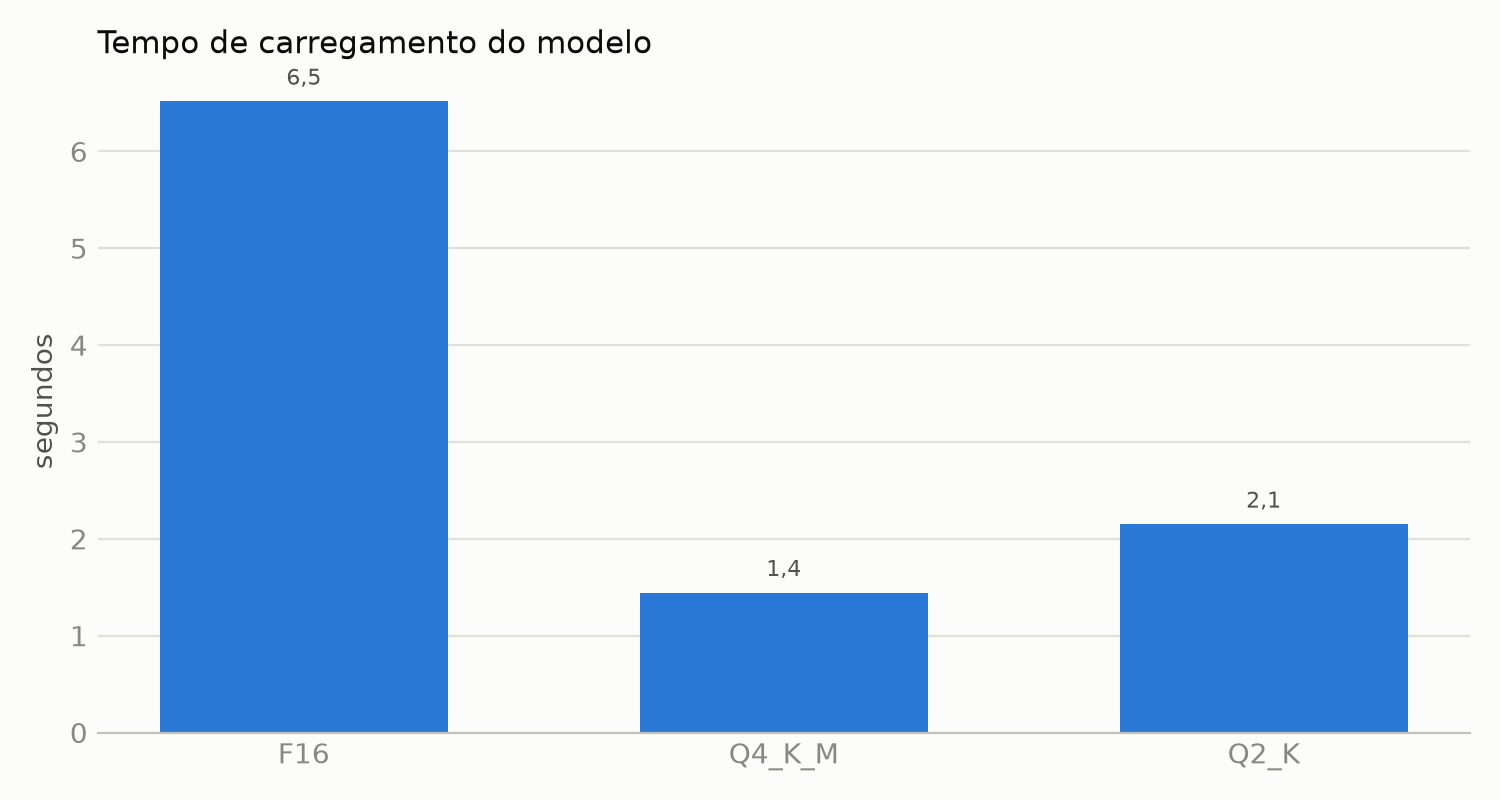 Tempo de carregamento do modelo
6,5
6
5
4
3
2
1
0
segundos
1,4
2,1
F16
Q4_K_M
Q2_K